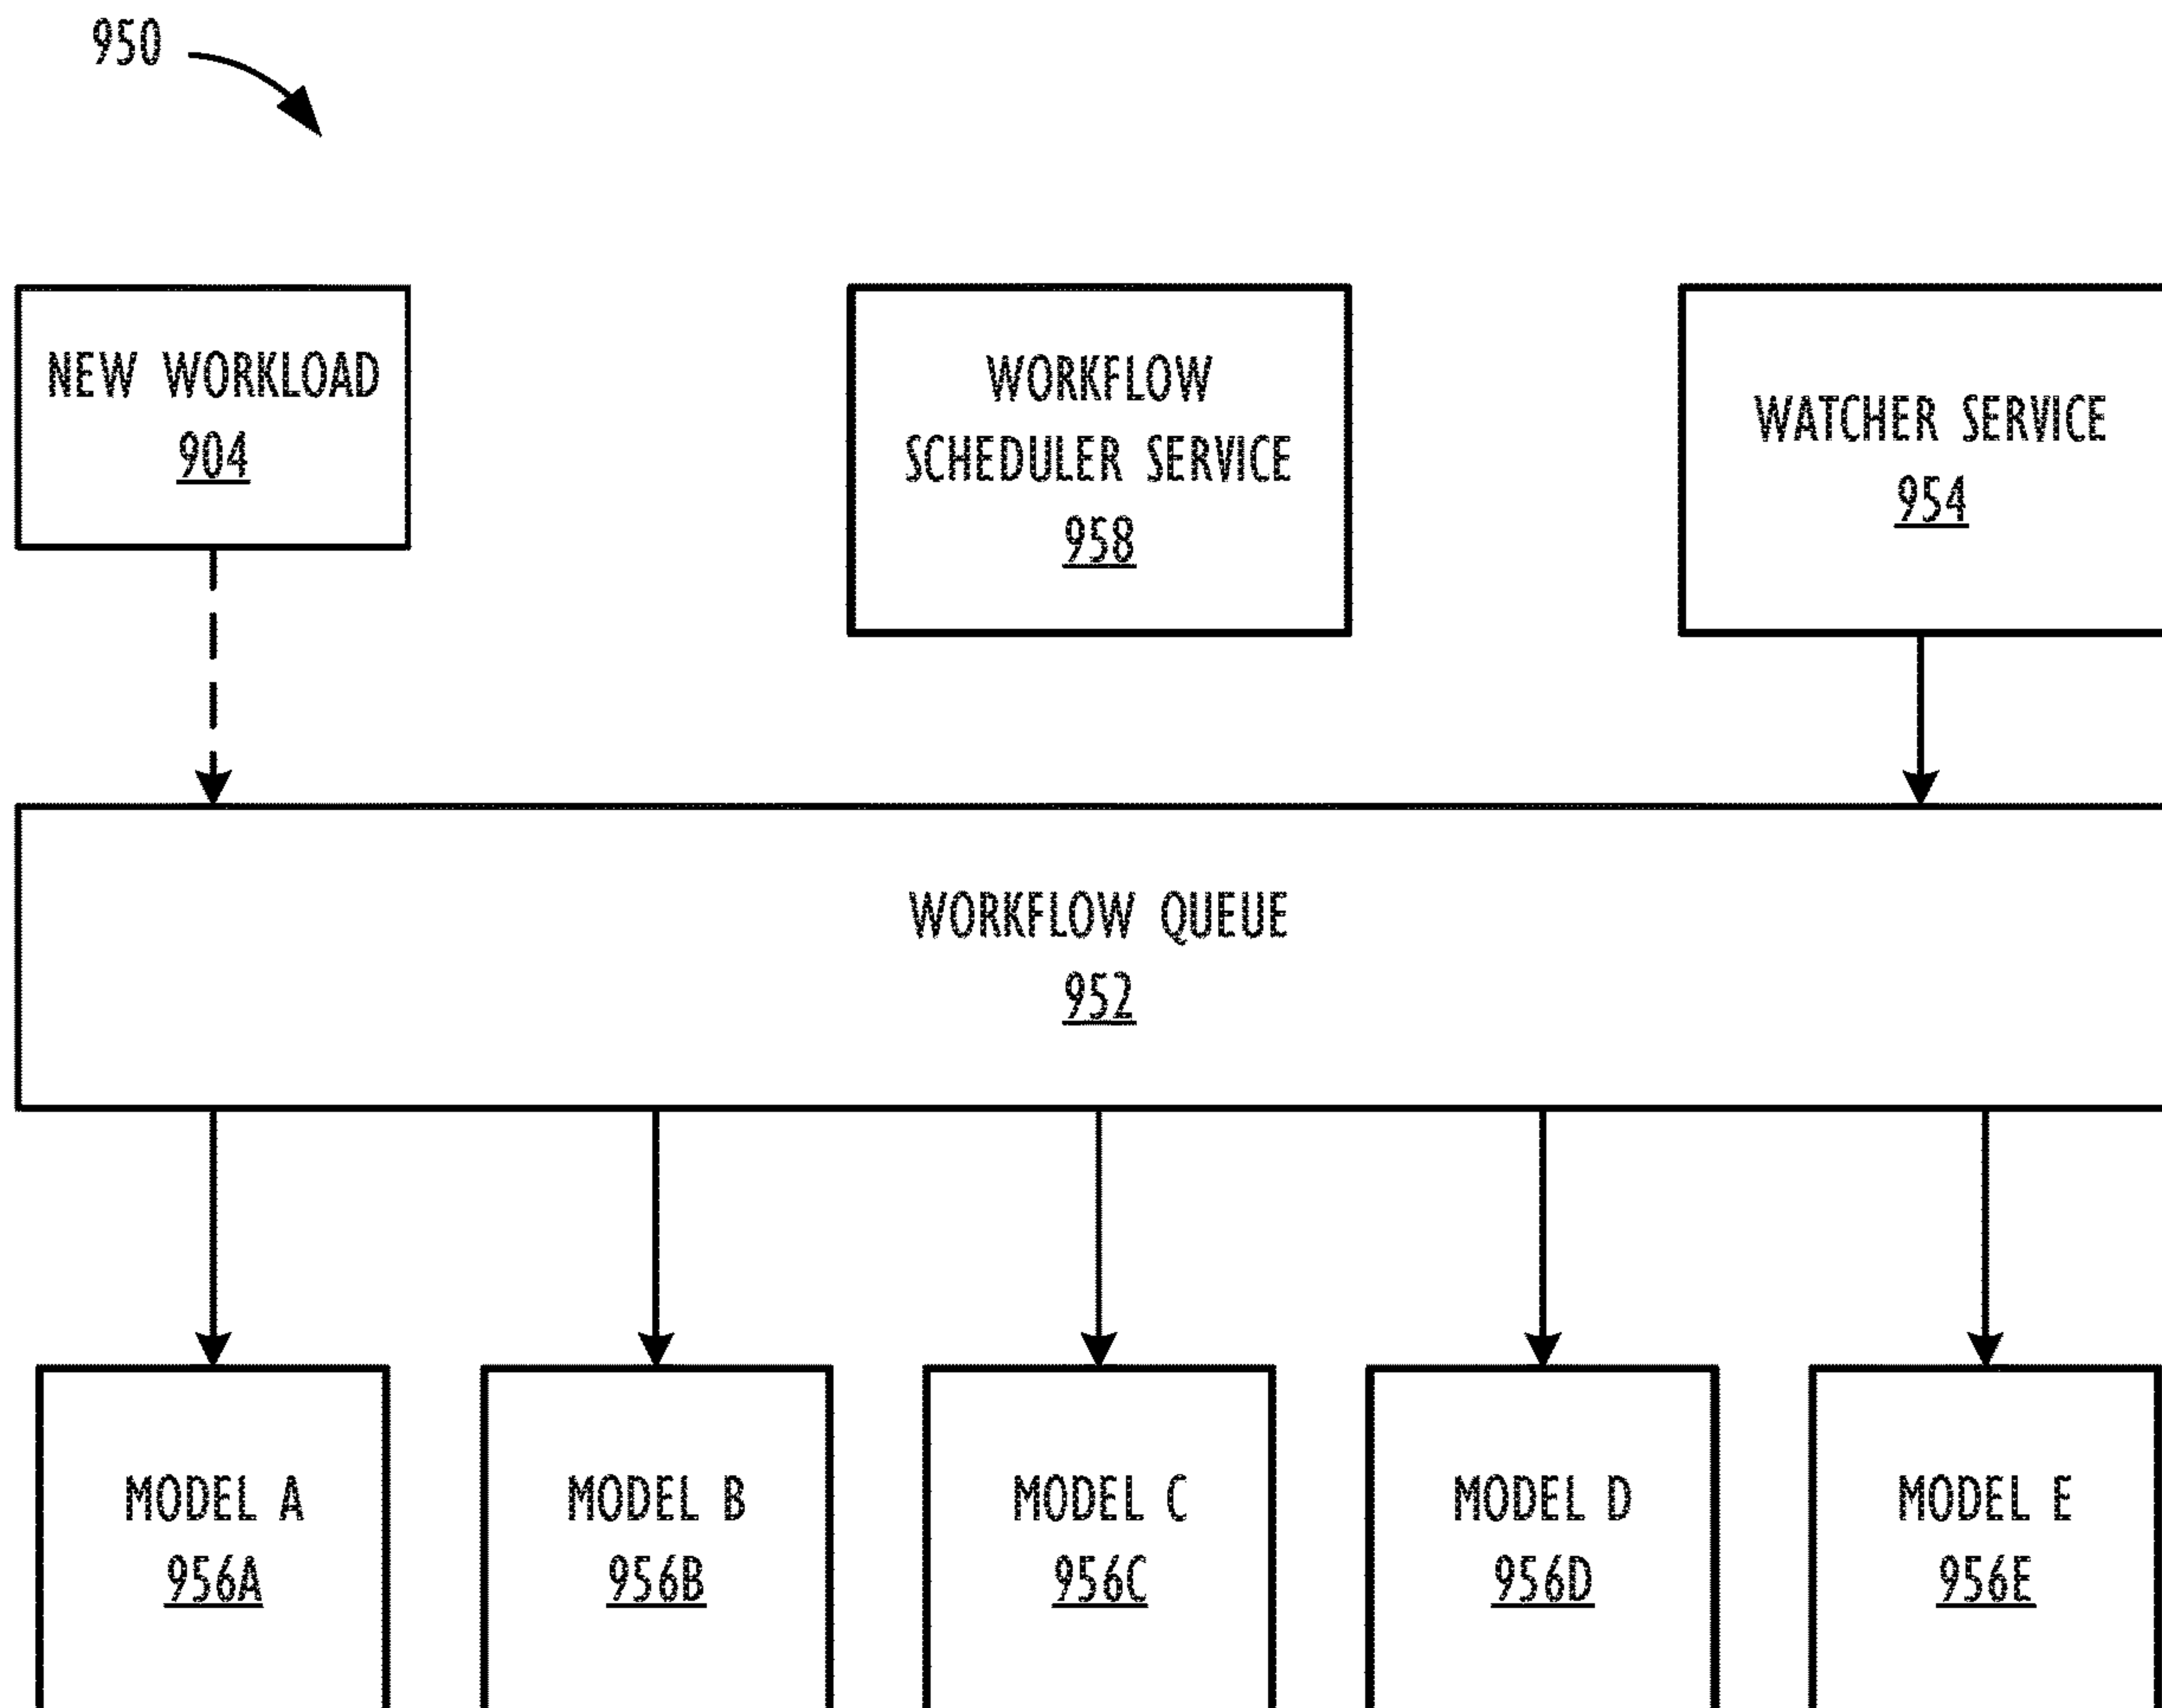 950
NEW WORKLOAD
904
WORKFLOW
SCHEDULER SERVICE
958
WATCHER SERVICE
954
WORKFLOW QUEUE
952
MODEL A
956A
MODEL B
956B
MODEL C
956C
MODEL D
956D
MODEL E
956E